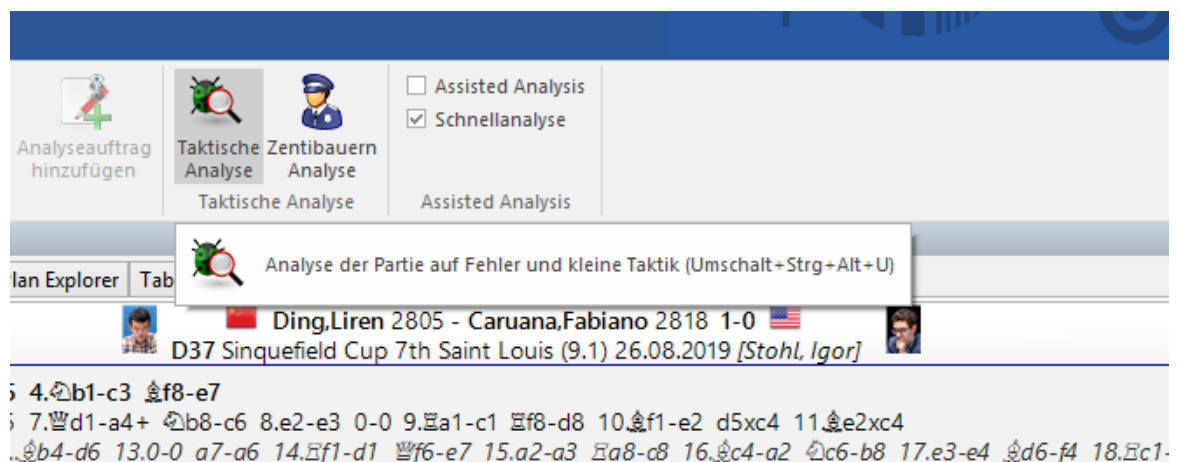 Assisted Analysis
Schnellanalyse
Analyseauftrag
hinzufügen
Taktische
Analyse
Zentibauern
Analyse
Taktische Analyse
Assisted Analysis
Analyse der Partie auf Fehler und kleine Taktik (Umschalt+Strg+Alt+U)
lan Explorer Tab
Ding,Liren 2805 - Caruana,Fabiano 2818 1-0
D37 Sinquefield Cup 7th Saint Louis (9.1) 26.08.2019 [Stohl, Igor]
4.♘b1-c3 ♗f8-e7
7.♕d1-a4+ ♘b8-c6 8.e2-e3 0-0 9.♖a1-c1 ♖f8-d8 10.♗f1-e2 d5xc4 11.♗e2xc4
..♗b4-d6 13.0-0 a7-a6 14.♖f1-d1 ♕f6-e7 15.a2-a3 ♖a8-c8 16.♗c4-a2 ♘c6-b8 17.e3-e4 ♗d6-f4 18.♖c1-